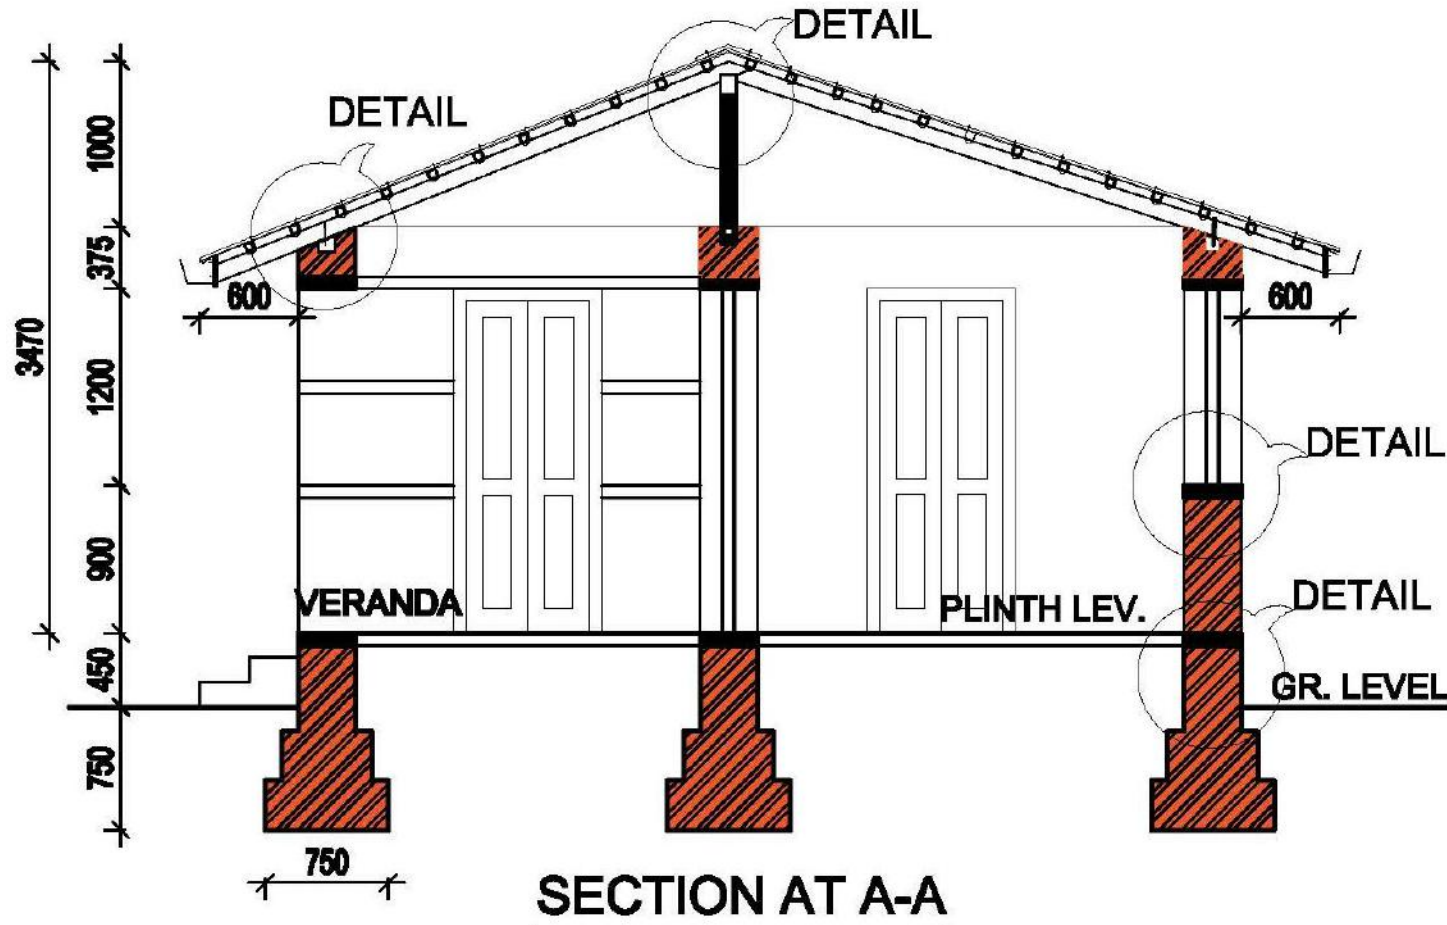 DETAIL
DETAIL
1000
375
600
600
3470
1200
DETAIL
900
VERANDA
PLINTH LEV.
DETAIL
450
GR. LEVEL
750
750
SECTION AT A-A